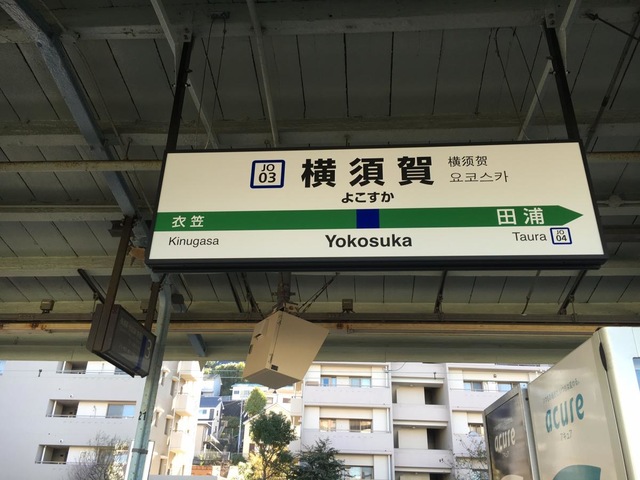 JO
03
横須賀
横须贺
요코스카
よこすか
衣笠
田浦
Kinugasa
Yokosuka
Taura
JO
04
acure
acure